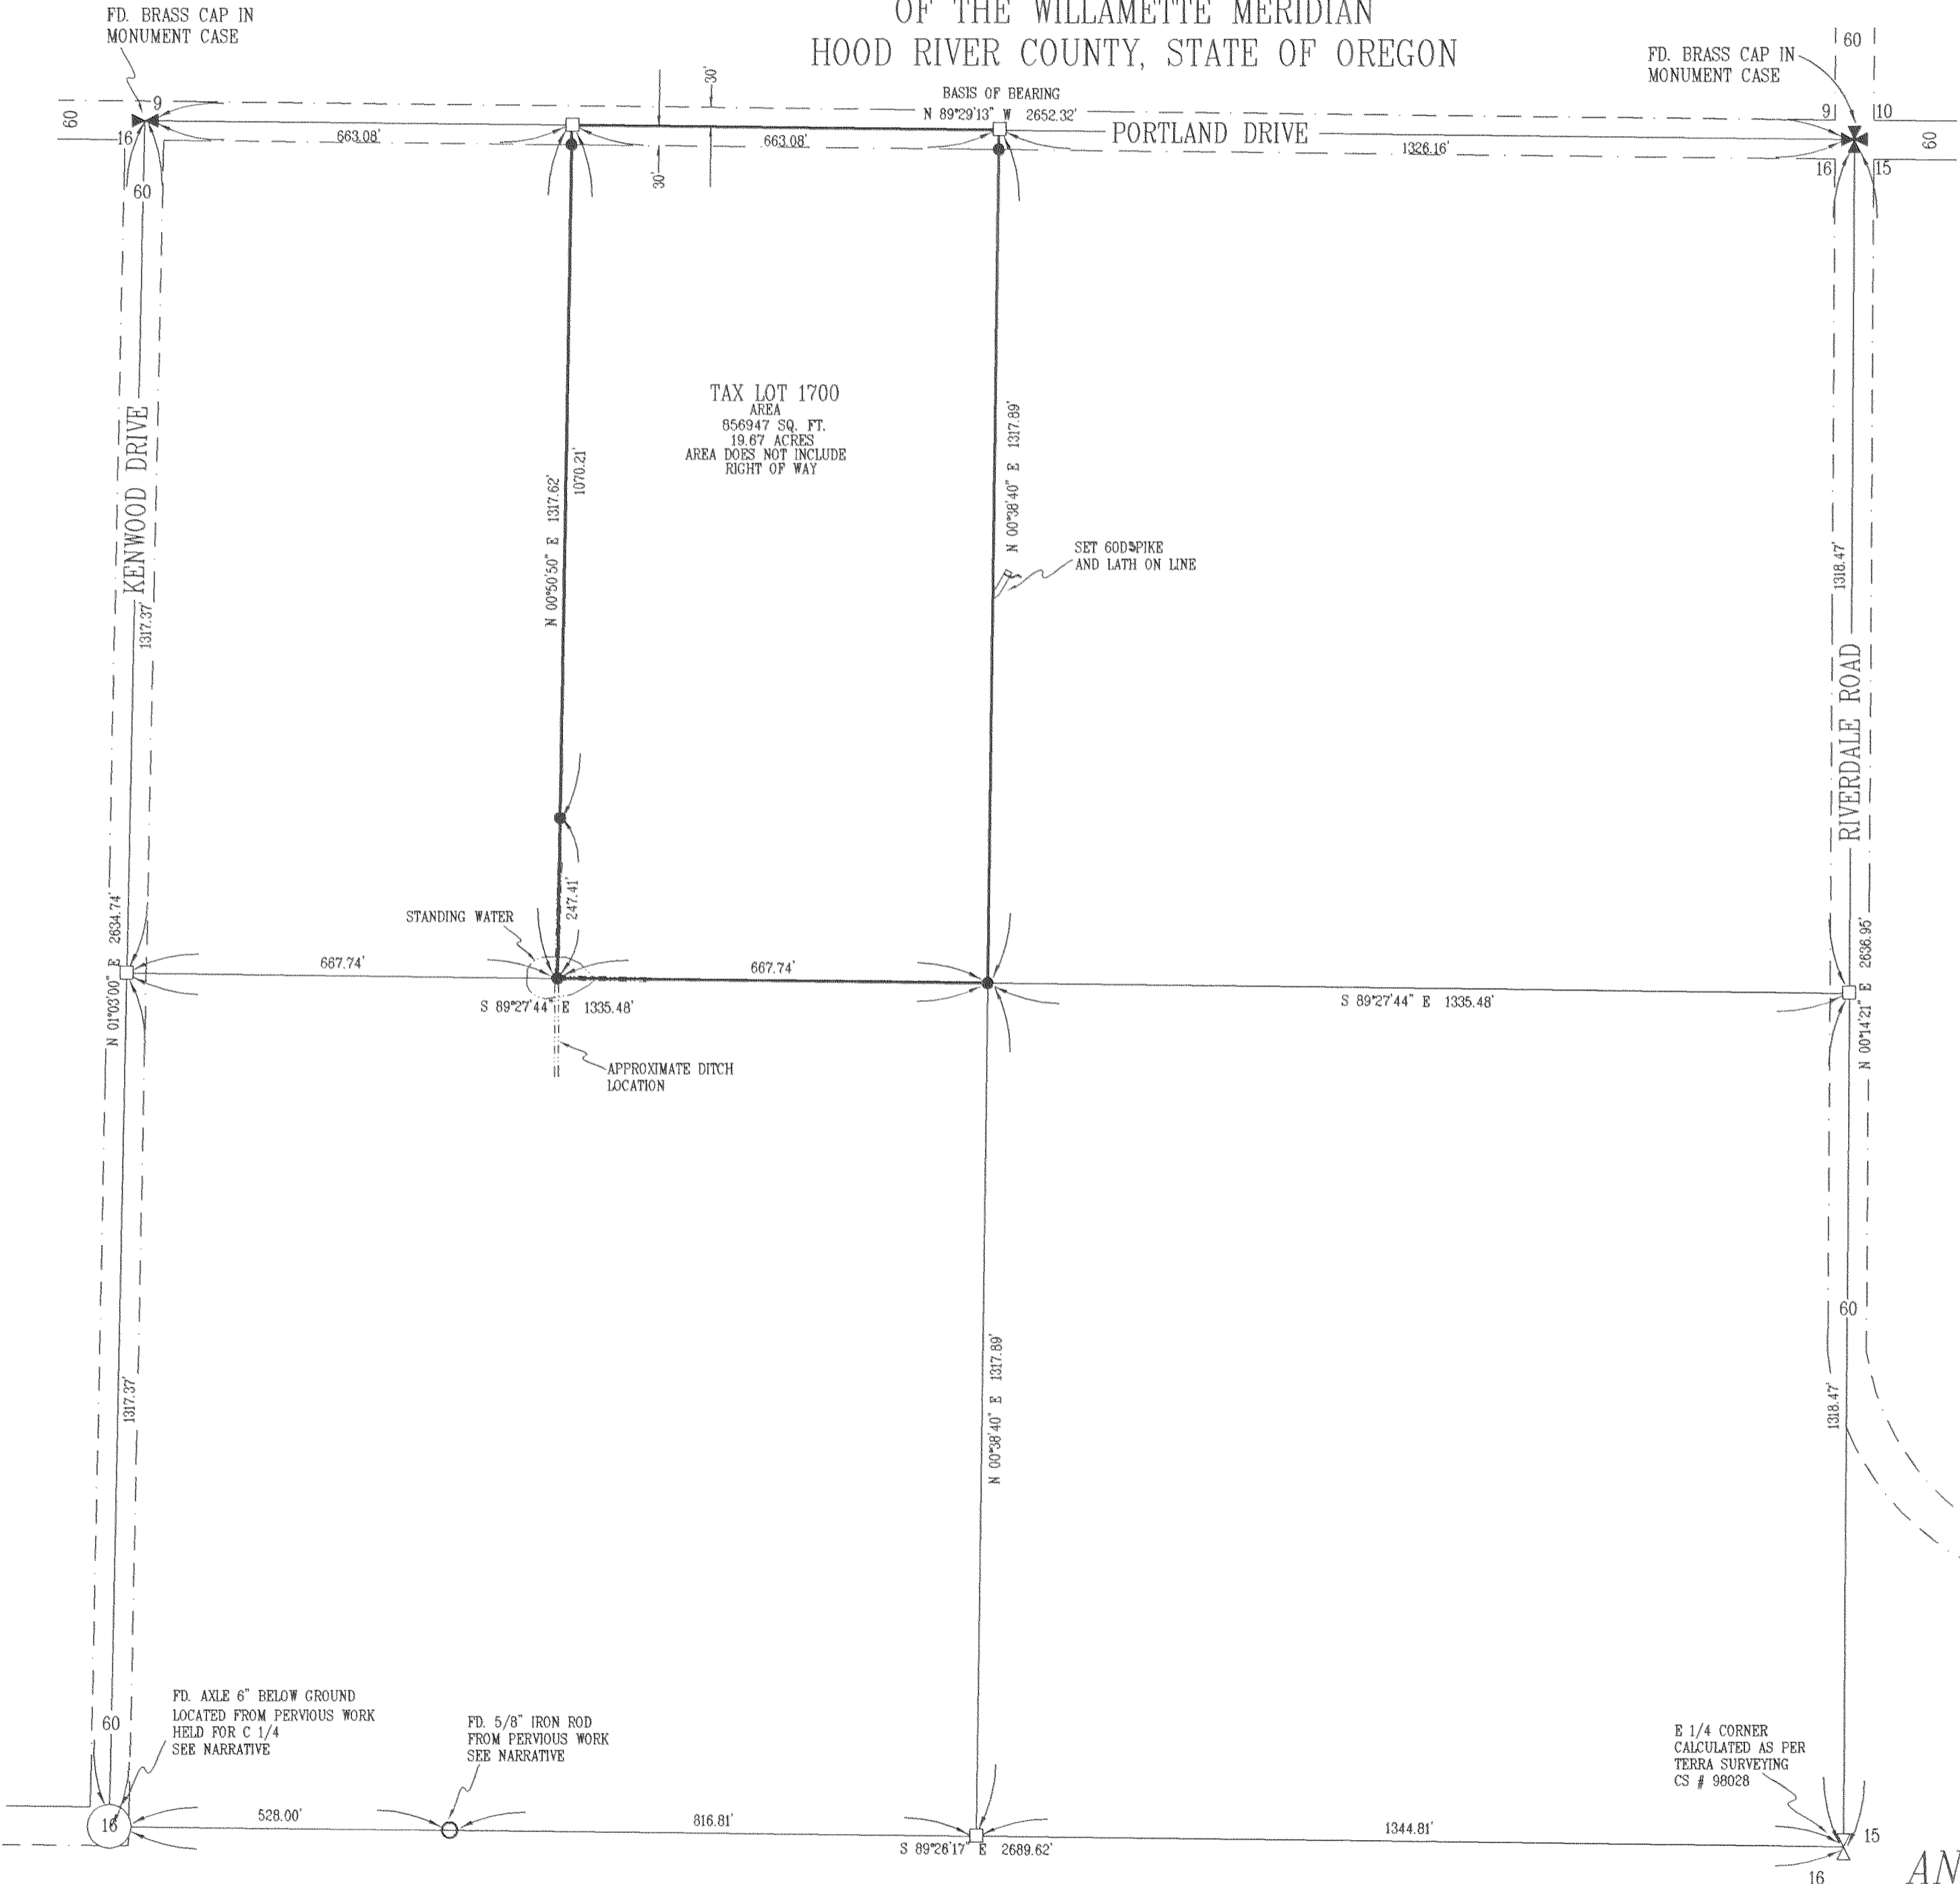 OF THE WILLAMETTE MERIDIAN
HOOD RIVER COUNTY, STATE OF OREGON
FD. BRASS CAP IN
MONUMENT CASE
FD. BRASS CAP IN
MONUMENT CASE
60
30'
BASIS OF BEARING
N 89°29'13" W 2652.32'
9
60
16
60
663.08'
663.08'
30'
PORTLAND DRIVE
1326.16'
9
10
16
15
60
KENWOOD DRIVE
1317.37'
TAX LOT 1700
AREA
856947 SQ. FT.
19.67 ACRES
AREA DOES NOT INCLUDE
RIGHT OF WAY
N 00°50'50" E 1317.62'
1070.21'
N 00°38'40" E 1317.89'
SET 60D SPIKE
AND LATH ON LINE
1318.47'
RIVERDALE ROAD
247.41'
STANDING WATER
N 01°03'00" E 2634.74'
667.74'
667.74'
S 89°27'44" E 1335.48'
S 89°27'44" E 1335.48'
N 00°14'21" E 2636.95'
APPROXIMATE DITCH
LOCATION
60
1317.37'
N 00°38'40" E 1317.89'
1318.47'
FD. AXLE 6" BELOW GROUND
LOCATED FROM PERVIOUS WORK
HELD FOR C 1/4
SEE NARRATIVE
60
FD. 5/8" IRON ROD
FROM PERVIOUS WORK
SEE NARRATIVE
E 1/4 CORNER
CALCULATED AS PER
TERRA SURVEYING
CS # 98028
16
528.00'
816.81'
S 89°26'17" E 2689.62'
1344.81'
15
16
AN